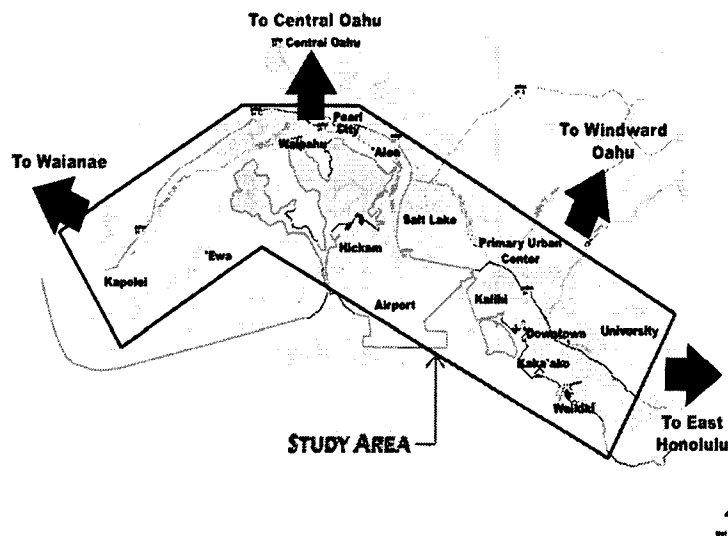 To Central Oahu
Central Oahu
Pearl
City
To Windward
Oahu
Waipahu
'Aiea
To Waianae
Salt Lake
Primary Urban
Center
Hickam
'Ewa
Kapolei
Airport
Kalihi
Downtown
University
Kaka'ako
Waikiki
To East
Honolulu
STUDY AREA